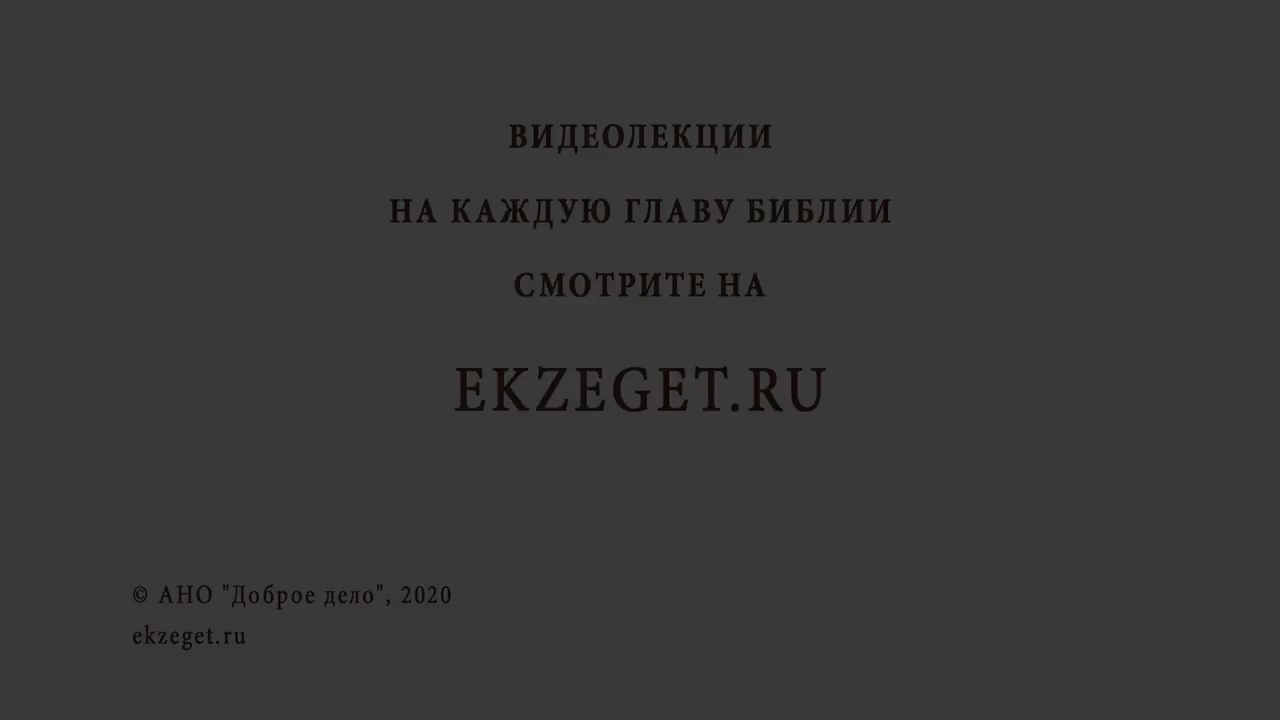 ВИДЕОЛЕКЦИИ
НА КАЖДУЮ ГЛАВУ БИБЛИИ
СМОТРИТЕ НА
EKZEGET.RU
© АНО "Доброе дело", 2020
ekzeget.ru